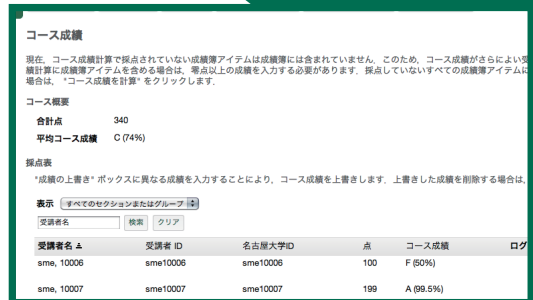 コース成績
現在，コース成績計算で採点されていない成績簿アイテムは成績簿には含まれていません．このため，コース成績がさらによい受
績計算に成績簿アイテムを含める場合は，零点以上の成績を入力する必要があります．採点していないすべての成績簿アイテムに
場合は，"コース成績を計算" をクリックします．
コース概要
合計点 340
平均コース成績 C (74%)
採点表
"成績の上書き" ボックスに異なる成績を入力することにより，コース成績を上書きします．上書きした成績を削除する場合は，
表示 すべてのセクションまたはグループ
受講者名 検索 クリア
受講者名 受講者 ID 名古屋大学ID 点 コース成績 ログ
sme, 10006 sme10006 sme10006 100 F (50%)
sme, 10007 sme10007 sme10007 199 A (99.5%)